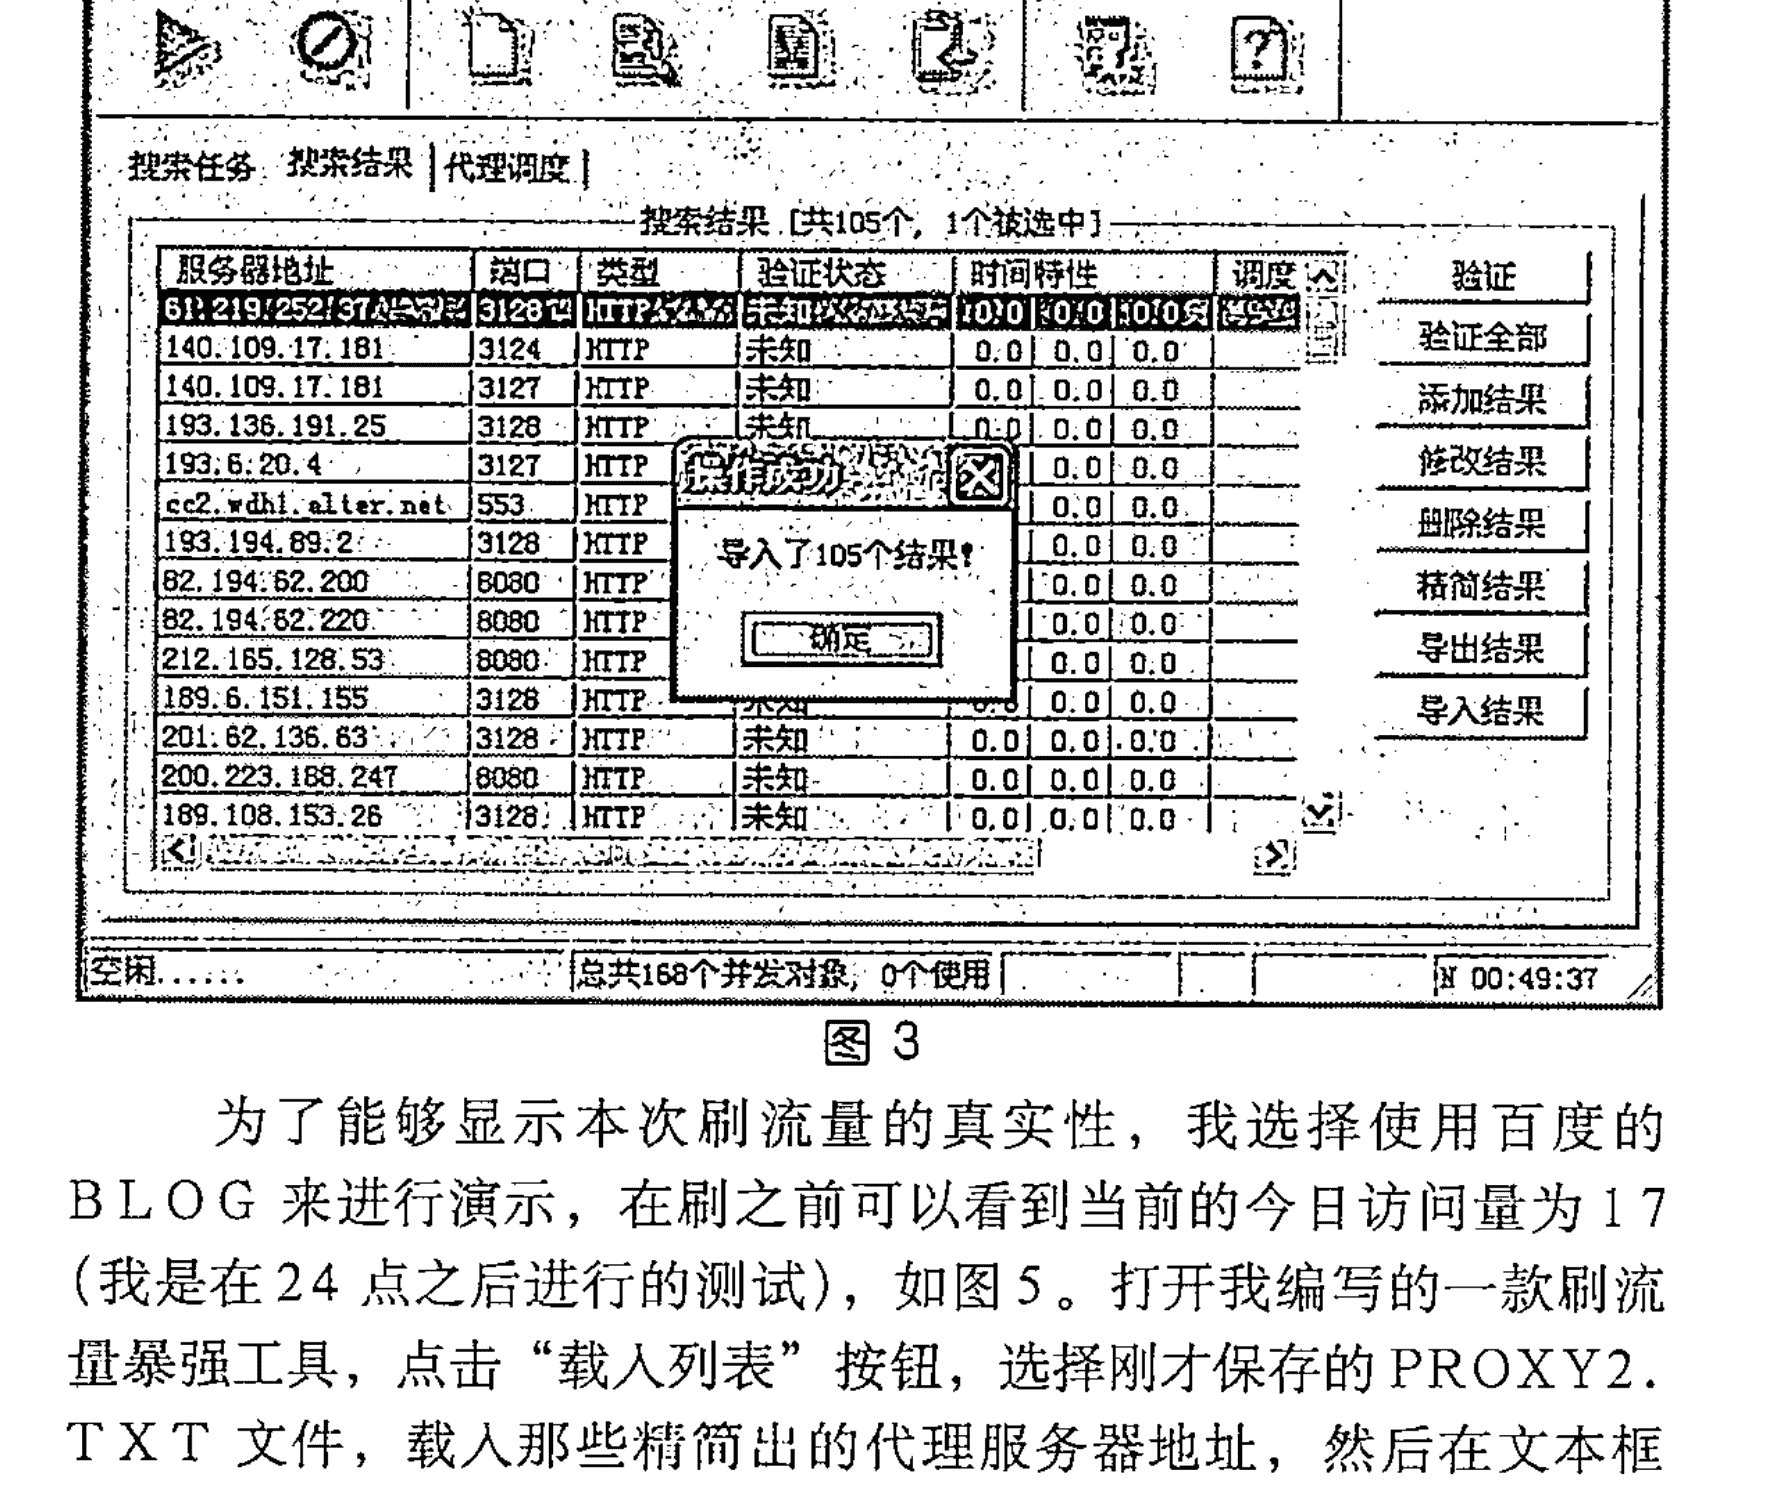 搜索任务 搜索结果 代理调度
搜索结果 [共105个, 1个被选中]
服务器地址 端口 类型 验证状态 时间特性 调度
61.219.252.37 3128 HTTP 未知 0.0 0.0 0.0
140.109.17.181 3124 HTTP 未知 0.0 0.0 0.0
140.109.17.181 3127 HTTP 未知 0.0 0.0 0.0
193.136.191.25 3128 HTTP 未知 0.0 0.0 0.0
193.6.20.4 3127 HTTP 0.0 0.0
cc2.wdhl.alter.net 553 HTTP 0.0 0.0
193.194.89.2 3128 HTTP 0.0 0.0
82.194.62.200 8080 HTTP 0.0 0.0
82.194.62.220 8080 HTTP 0.0 0.0
212.165.128.53 8080 HTTP 0.0 0.0
189.6.151.155 3128 HTTP 未知 0.0 0.0 0.0
201.62.136.63 3128 HTTP 未知 0.0 0.0 0.0
200.223.188.247 8080 HTTP 未知 0.0 0.0 0.0
189.108.153.26 3128 HTTP 未知 0.0 0.0 0.0
操作成功
导入了105个结果!
确定
验证
验证全部
添加结果
修改结果
删除结果
精简结果
导出结果
导入结果
空闲...... 总共168个并发对象, 0个使用 N 00:49:37
图 3
为了能够显示本次刷流量的真实性，我选择使用百度的
BLOG 来进行演示，在刷之前可以看到当前的今日访问量为17
(我是在24 点之后进行的测试)，如图5。打开我编写的一款刷流
量暴强工具，点击“载入列表”按钮，选择刚才保存的PROXY2.
TXT 文件，载入那些精简出的代理服务器地址，然后在文本框